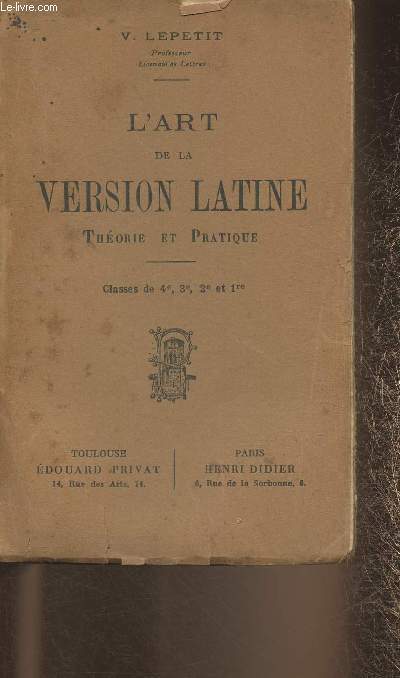 Le-livre.com
V. LEPETIT
Professeur
Licencié ès Lettres
L'ART
DE LA
VERSION LATINE
THÉORIE ET PRATIQUE
Classes de 4e, 3e, 2e et 1re
TOULOUSE
ÉDOUARD PRIVAT
14, Rue des Arts, 14.
PARIS
HENRI DIDIER
6, Rue de la Sorbonne, 6.